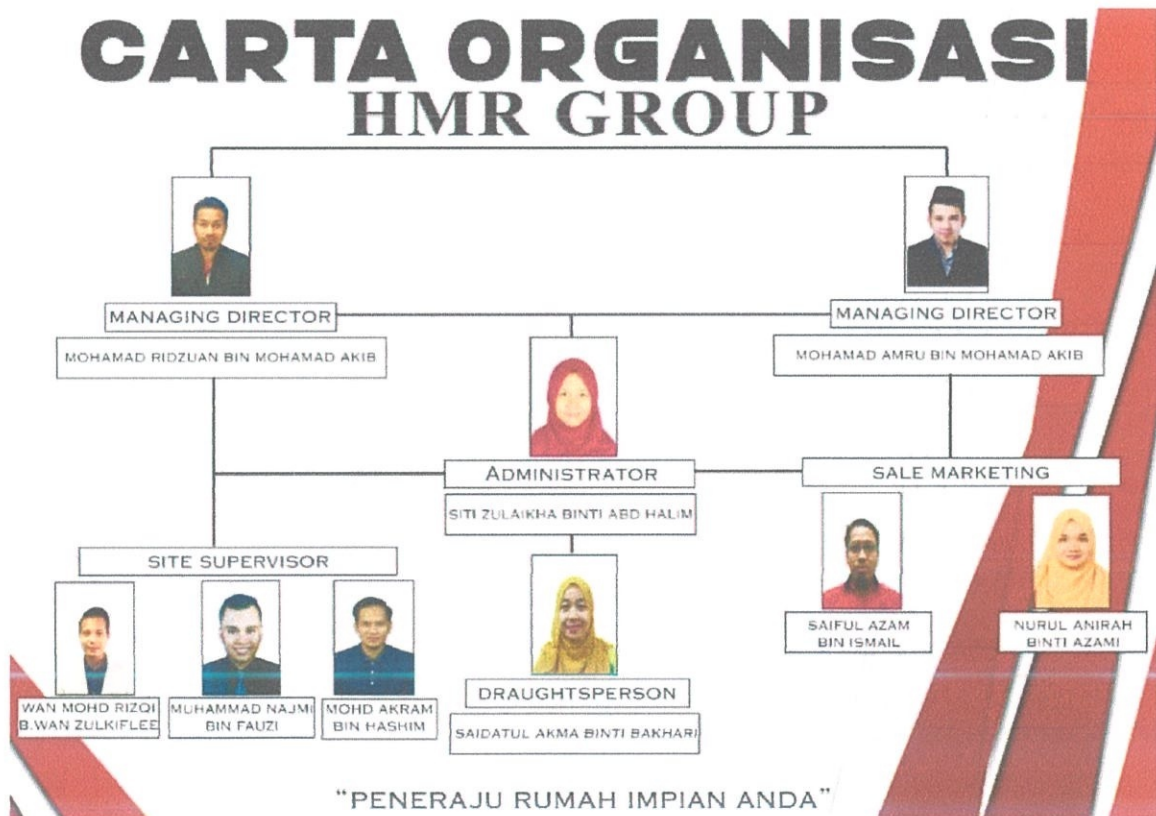 CARTA ORGANISASI
HMR GROUP
MANAGING DIRECTOR
MOHAMAD RIDZUAN BIN MOHAMAD AKIB
MANAGING DIRECTOR
MOHAMAD AMRU BIN MOHAMAD AKIB
ADMINISTRATOR
SITI ZULAIKHA BINTI ABD HALIM
SALE MARKETING
SAIFUL AZAM
BIN ISMAIL
NURUL ANIRAH
BINTI AZAMI
SITE SUPERVISOR
WAN MOHD RIZQI
B.WAN ZULKIFLEE
MUHAMMAD NAJMI
BIN FAUZI
MOHD AKRAM
BIN HASHIM
DRAUGHTSPERSON
SAIDATUL AKMA BINTI BAKHARI
"PENERAJU RUMAH IMPIAN ANDA"